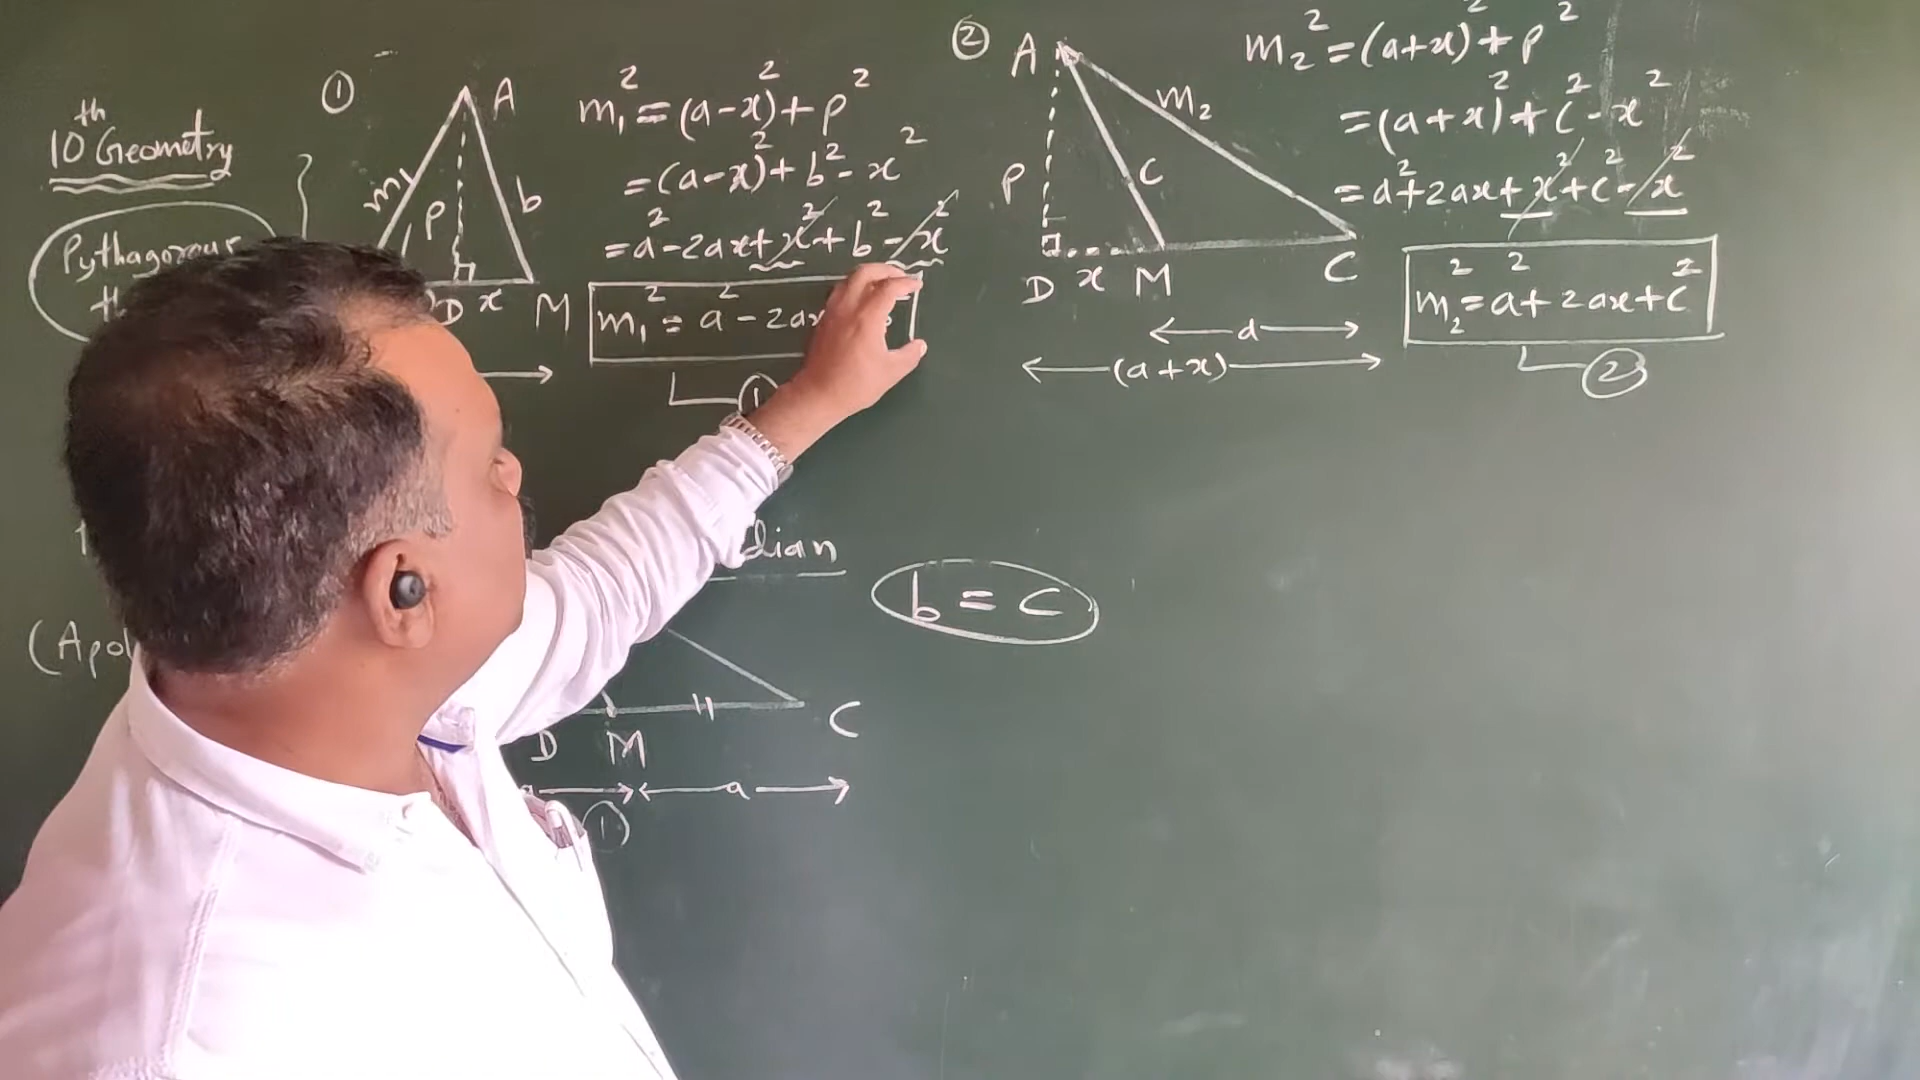 10th Geometry
Pythagorous
①
A
m₁
P
b
D x M
m₁² = (a-x)² + p²
= (a-x)² + b² - x²
= a² - 2ax + x² + b² - x²
m₁² = a² - 2ax
①
②
A
m₂
P
C
D x M
C
a
(a+x)
m₂² = (a+x)² + p²
= (a+x)² + c² - x²
= a² + 2ax + x² + c² - x²
m₂² = a² + 2ax + c²
②
dian
b = c
(Apol
C
D M
a
①